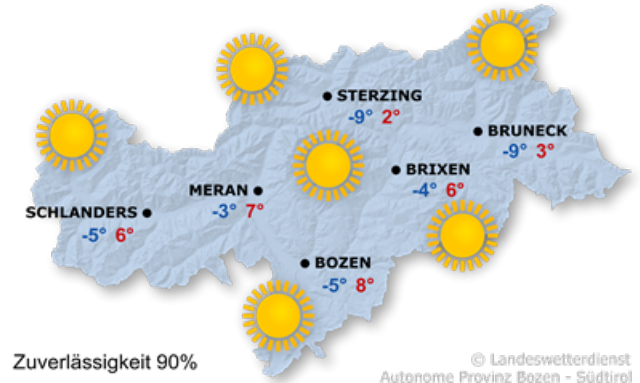 STERZING
-9° 2°
BRUNECK
-9° 3°
BRIXEN
-4° 6°
MERAN
-3° 7°
SCHLANDERS
-5° 6°
BOZEN
-5° 8°
Zuverlässigkeit 90%
© Landeswetterdienst
Autonome Provinz Bozen - Südtirol